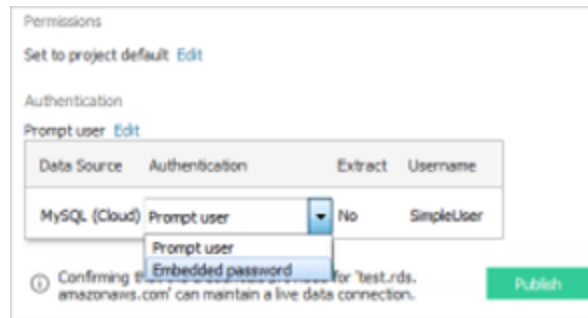 Permissions
Set to project default Edit
Authentication
Prompt user Edit
Data Source Authentication Extract Username
MySQL (Cloud) Prompt user No SimpleUser
Prompt user
Embedded password
Confirming for 'test.rds.
amazonaws.com' can maintain a live data connection.
Publish